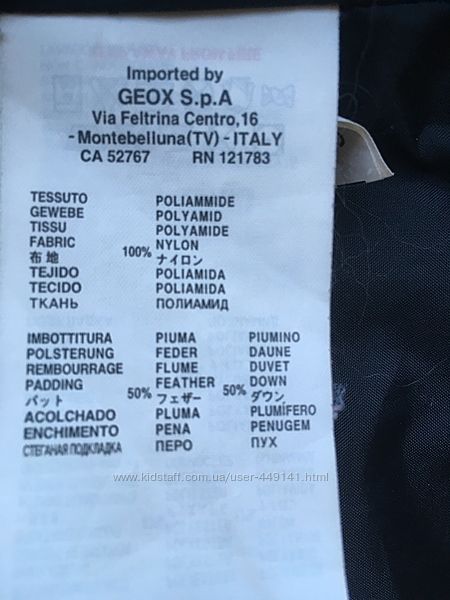 Imported by
GEOX S.p.A
Via Feltrina Centro,16
-Montebelluna(TV)-ITALY
CA 52767 RN 121783
TESSUTO POLIAMMIDE
GEWEBE POLYAMID
TISSU POLYAMIDE
FABRIC NYLON
布地 100% ナイロン
TEJIDO POLIAMIDA
TECIDO POLIAMIDA
ТКАНЬ ПОЛИАМИД
IMBOTTITURA PIUMA PIUMINO
POLSTERUNG FEDER DAUNE
REMBOURRAGE FLUME DUVET
PADDING 50% FEATHER 50% DOWN
パット フェザー ダウン
ACOLCHADO PLUMA PLUMÍFERO
ENCHIMENTO PENA PENUGEM
СТЕГАНАЯ ПОДКЛАДКА ПЕРО ПУХ
www.kidstaff.com.ua/user-449141.html